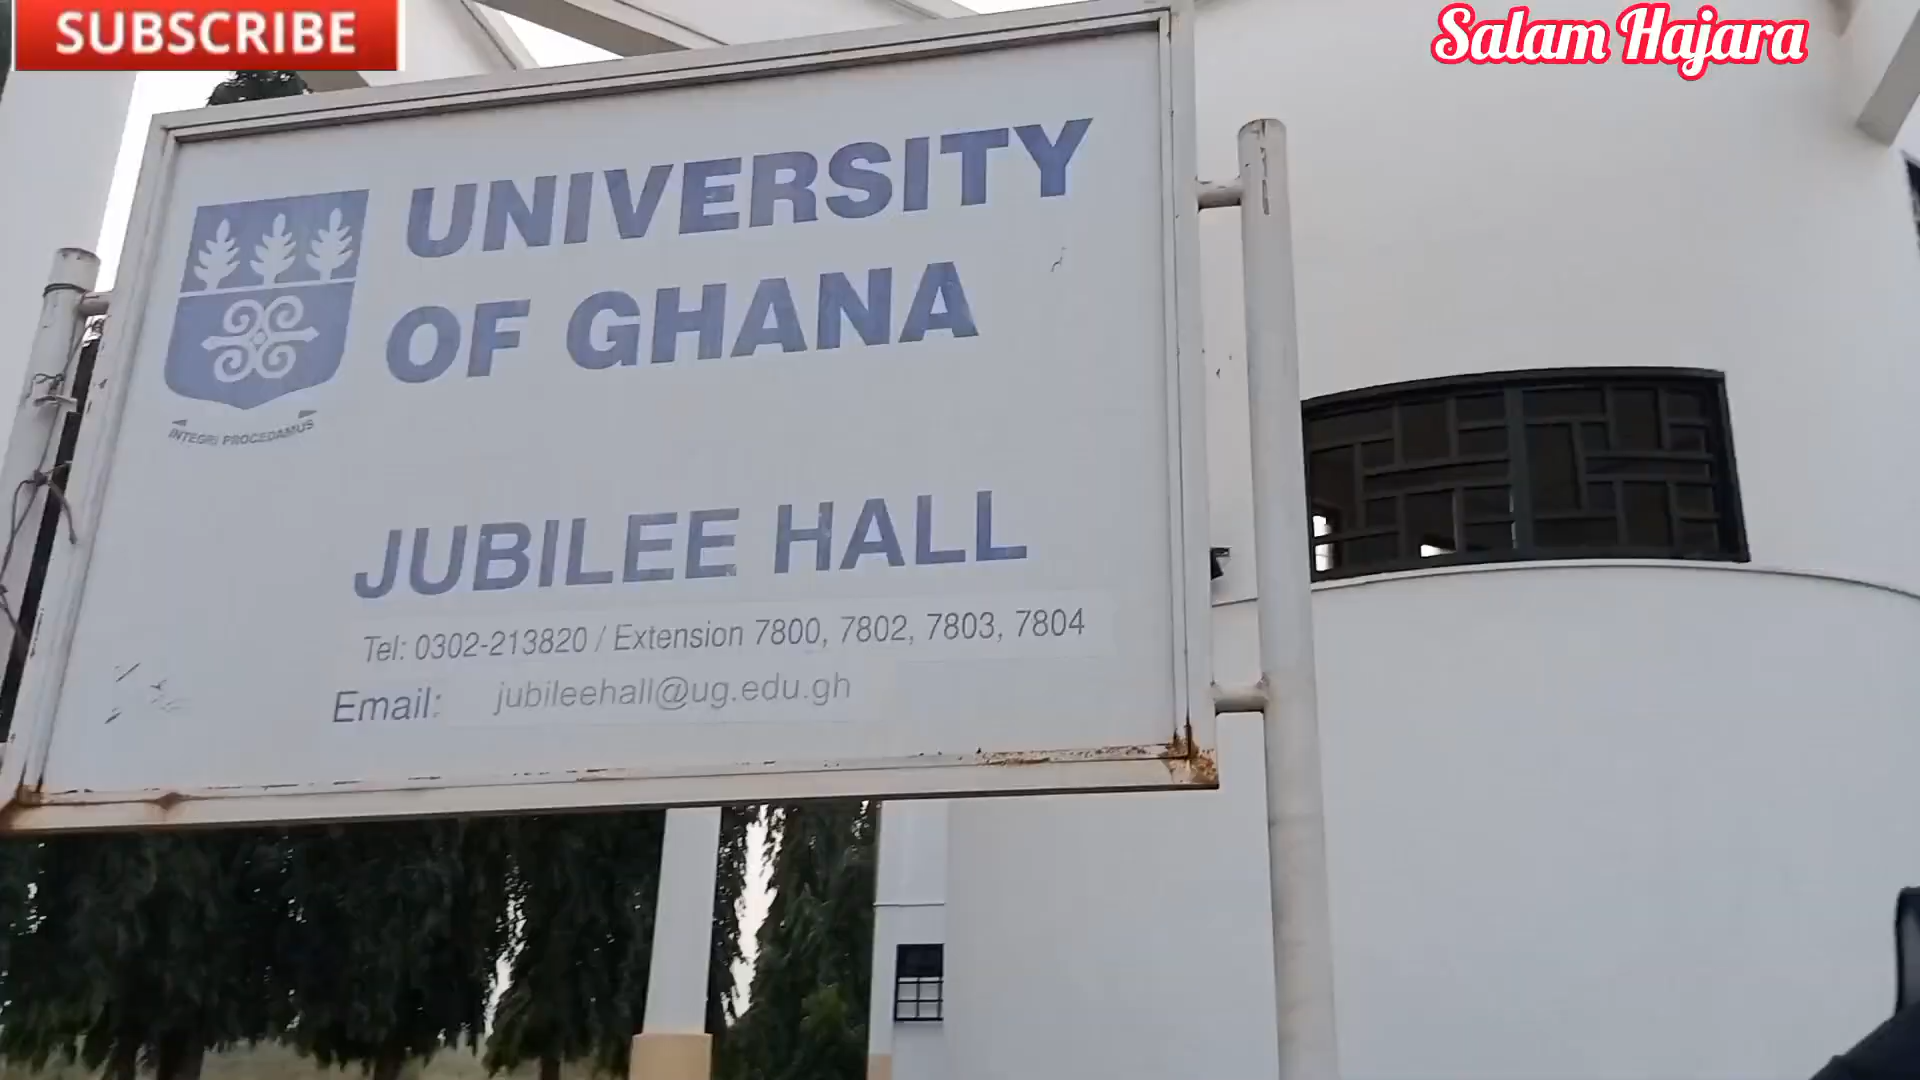 SUBSCRIBE
Salam Hajara
UNIVERSITY
OF GHANA
INTEGRI PROCEDAMUS
JUBILEE HALL
Tel: 0302-213820 / Extension 7800, 7802, 7803, 7804
Email: jubileehall@ug.edu.gh